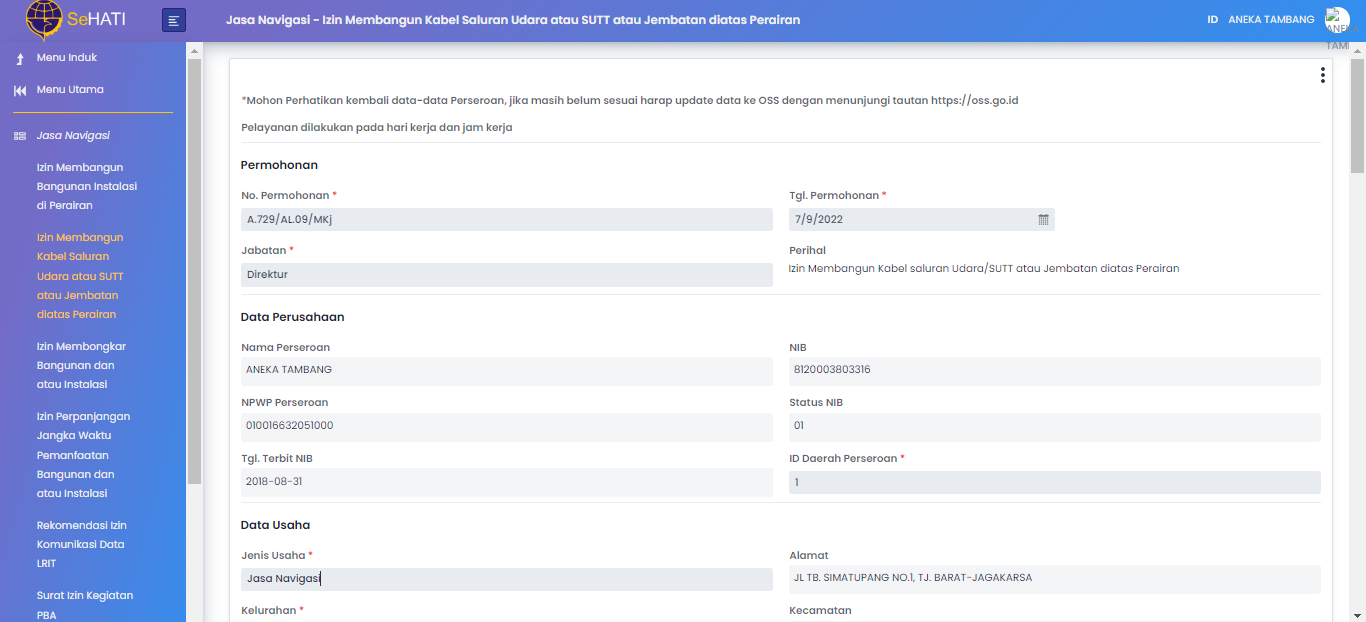 SeHATI
Jasa Navigasi - Izin Membangun Kabel Saluran Udara atau SUTT atau Jembatan diatas Perairan
ID ANEKA TAMBANG
Menu Induk
Menu Utama
Jasa Navigasi
Izin Membangun
Bangunan Instalasi
di Perairan
Izin Membangun
Kabel Saluran
Udara atau SUTT
atau Jembatan
diatas Perairan
Izin Membongkar
Bangunan dan
atau Instalasi
Izin Perpanjangan
Jangka Waktu
Pemanfaatan
Bangunan dan
atau Instalasi
Rekomendasi Izin
Komunikasi Data
LRIT
Surat Izin Kegiatan
PBA
*Mohon Perhatikan kembali data-data Perseroan, jika masih belum sesuai harap update data ke OSS dengan menunjungi tautan https://oss.go.id
Pelayanan dilakukan pada hari kerja dan jam kerja
Permohonan
No. Permohonan *
A.729/AL.09/MKj
Tgl. Permohonan *
7/9/2022
Jabatan *
Direktur
Perihal
Izin Membangun Kabel saluran Udara/SUTT atau Jembatan diatas Perairan
Data Perusahaan
Nama Perseroan
ANEKA TAMBANG
NIB
8120003803316
NPWP Perseroan
010016632051000
Status NIB
01
Tgl. Terbit NIB
2018-08-31
ID Daerah Perseroan *
1
Data Usaha
Jenis Usaha *
Jasa Navigasi
Alamat
JL TB. SIMATUPANG NO.1, TJ. BARAT-JAGAKARSA
Kelurahan *
Kecamatan